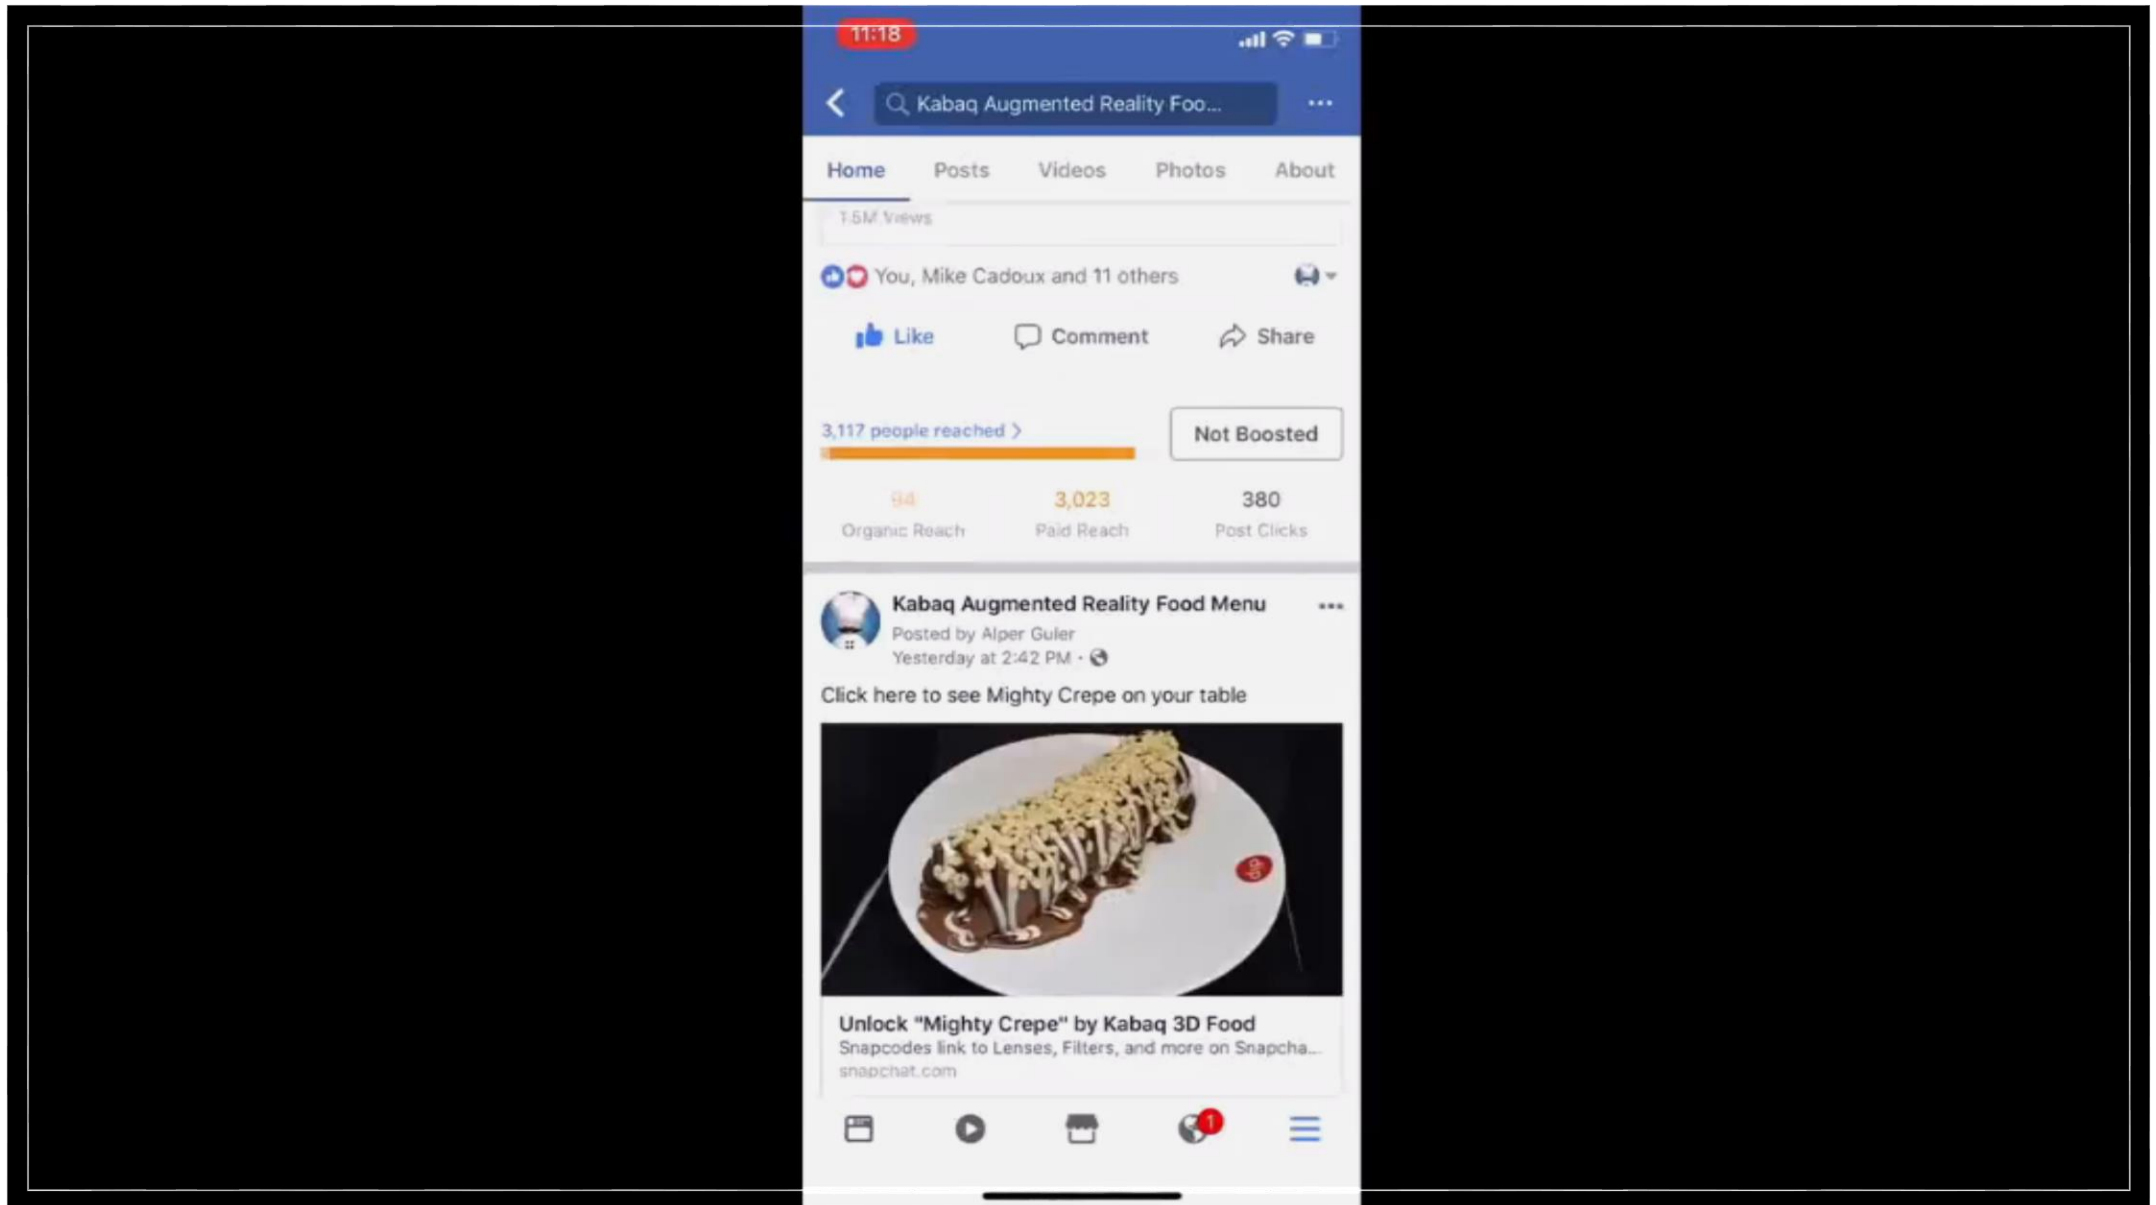 11:18
Kabaq Augmented Reality Foo...
Home Posts Videos Photos About
1.5M Views
You, Mike Cadoux and 11 others
Like Comment Share
3,117 people reached
Not Boosted
94 3,023 380
Organic Reach Paid Reach Post Clicks
Kabaq Augmented Reality Food Menu
Posted by Alper Guler
Yesterday at 2:42 PM ·
Click here to see Mighty Crepe on your table
dip
Unlock "Mighty Crepe" by Kabaq 3D Food
Snapcodes link to Lenses, Filters, and more on Snapcha...
snapchat.com
1